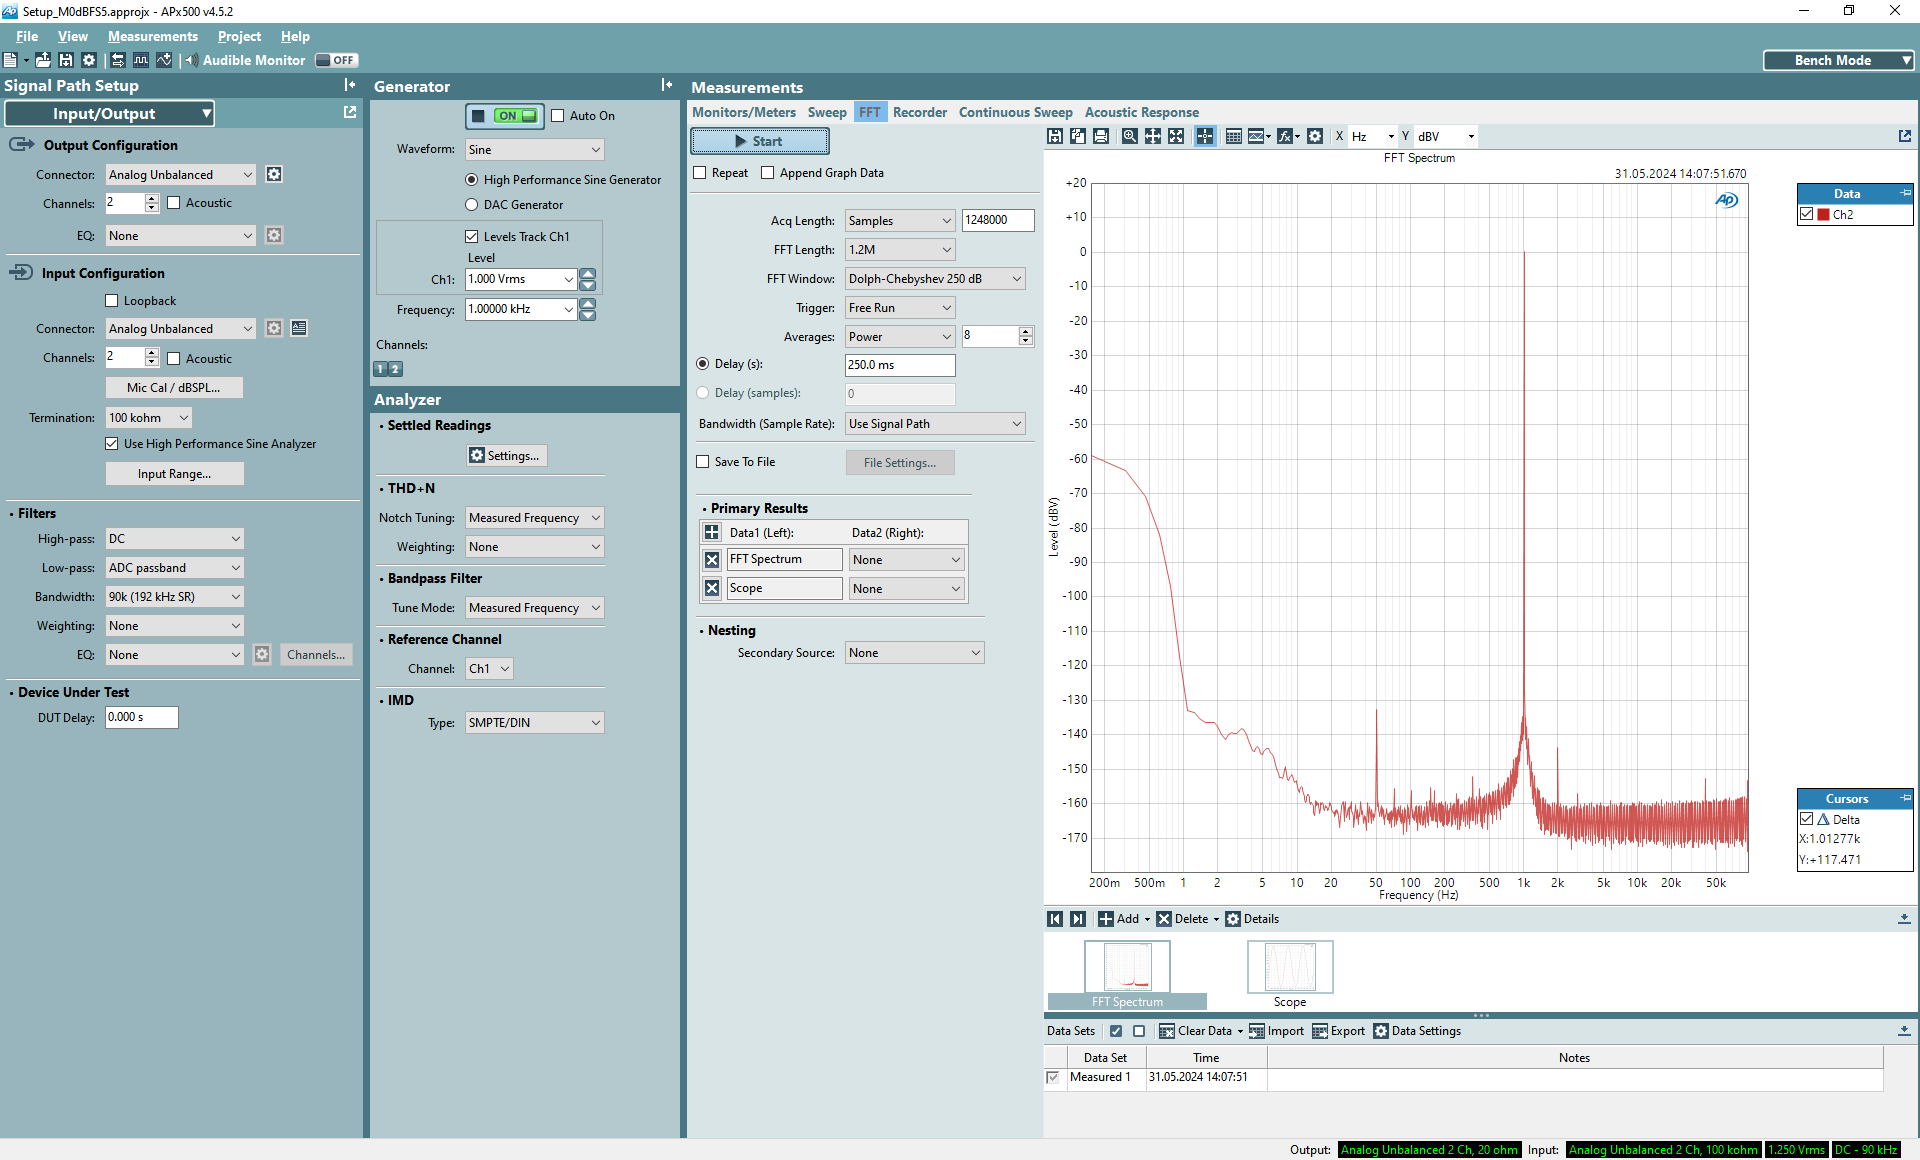 Setup_M0dBFS5.approjx - APx500 v4.5.2
File View Measurements Project Help
Audible Monitor OFF
Bench Mode
Signal Path Setup
Input/Output
Output Configuration
Connector: Analog Unbalanced
Channels: 2 Acoustic
EQ: None
Input Configuration
Loopback
Connector: Analog Unbalanced
Channels: 2 Acoustic
Mic Cal / dBSPL...
Termination: 100 kohm
Use High Performance Sine Analyzer
Input Range...
Filters
High-pass: DC
Low-pass: ADC passband
Bandwidth: 90k (192 kHz SR)
Weighting: None
EQ: None Channels...
Device Under Test
DUT Delay: 0.000 s
Generator
ON Auto On
Waveform: Sine
High Performance Sine Generator
DAC Generator
Levels Track Ch1
Level
Ch1: 1.000 Vrms
Frequency: 1.00000 kHz
Channels:
1 2
Analyzer
Settled Readings
Settings...
THD+N
Notch Tuning: Measured Frequency
Weighting: None
Bandpass Filter
Tune Mode: Measured Frequency
Reference Channel
Channel: Ch1
IMD
Type: SMPTE/DIN
Measurements
Monitors/Meters Sweep FFT Recorder Continuous Sweep Acoustic Response
Start
Repeat Append Graph Data
Acq Length: Samples 1248000
FFT Length: 1.2M
FFT Window: Dolph-Chebyshev 250 dB
Trigger: Free Run
Averages: Power 8
Delay (s): 250.0 ms
Delay (samples): 0
Bandwidth (Sample Rate): Use Signal Path
Save To File File Settings...
Primary Results
Data1 (Left): Data2 (Right):
FFT Spectrum None
Scope None
Nesting
Secondary Source: None
X Hz Y dBV
FFT Spectrum
31.05.2024 14:07:51.670
AP
+20
+10
0
-10
-20
-30
-40
-50
-60
-70
-80
-90
-100
-110
-120
-130
-140
-150
-160
-170
Level (dBV)
200m 500m 1 2 5 10 20 50 100 200 500 1k 2k 5k 10k 20k 50k
Frequency (Hz)
Data
Ch2
Cursors
Delta
X:1.01277k
Y:+117.471
Add Delete Details
FFT Spectrum Scope
Data Sets Clear Data Import Export Data Settings
Data Set Time Notes
Measured 1 31.05.2024 14:07:51
Output: Analog Unbalanced 2 Ch, 20 ohm Input: Analog Unbalanced 2 Ch, 100 kohm 1.250 Vrms DC - 90 kHz